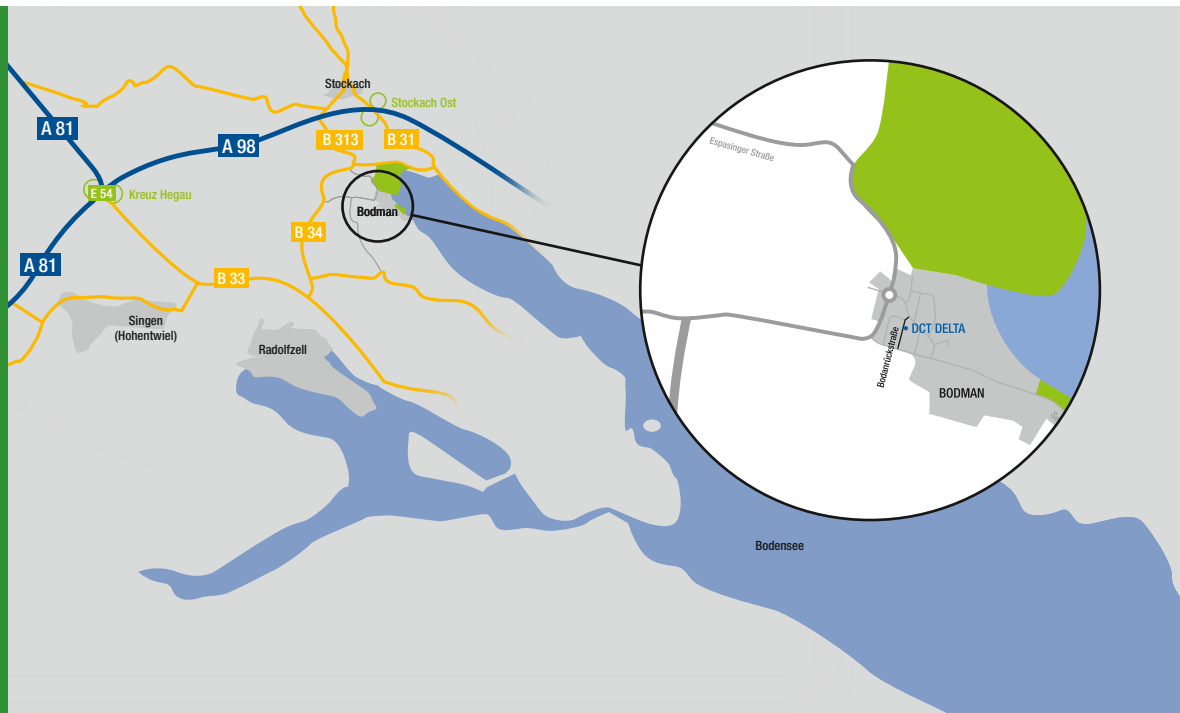 Stockach
Stockach Ost
A 81
A 98
B 313
B 31
E 54
Kreuz Hegau
Bodman
B 34
A 81
B 33
Singen
(Hohentwiel)
Radolfzell
Bodensee
Espasinger Straße
Bodanrückstraße
DCT DELTA
BODMAN